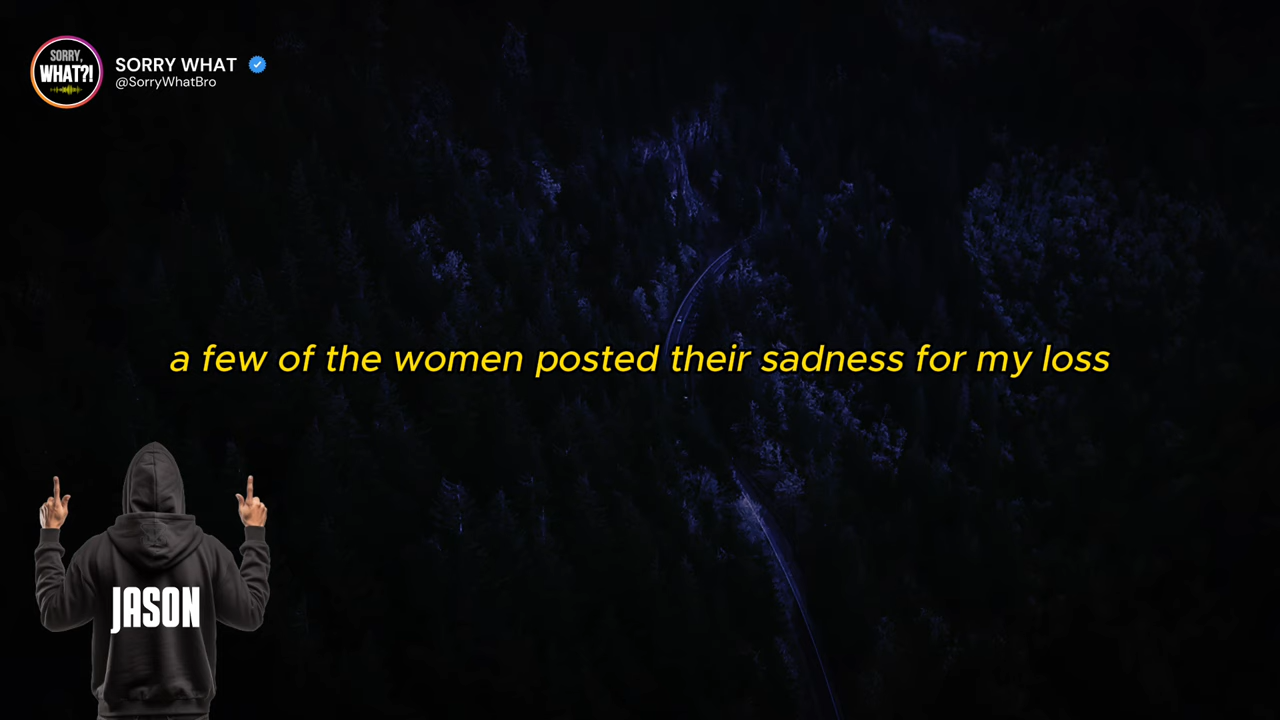 SORRY,
WHAT?!
SORRY WHAT
@SorryWhatBro
a few of the women posted their sadness for my loss
JASON